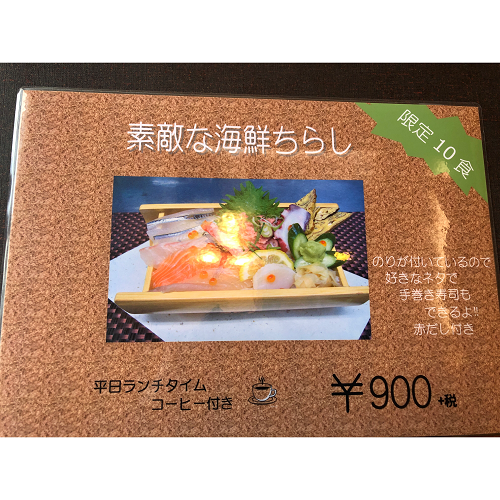 限定 10 食
素敵な海鮮ちらし
のりが付いているので
好きなネタで
手巻き寿司も
できるよ!!
赤だし付き
平日ランチタイム
コーヒー付き
￥900 +税